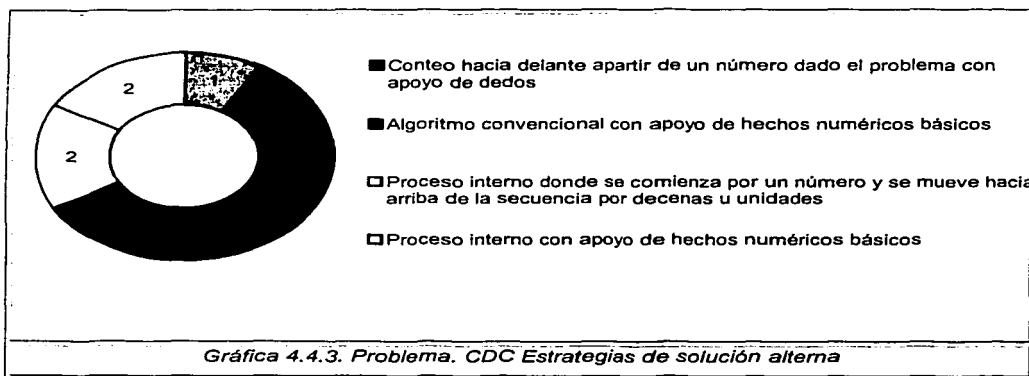 2
2
Conteo hacia delante apartir de un número dado el problema con
apoyo de dedos
Algoritmo convencional con apoyo de hechos numéricos básicos
Proceso interno donde se comienza por un número y se mueve hacia
arriba de la secuencia por decenas u unidades
Proceso interno con apoyo de hechos numéricos básicos
Gráfica 4.4.3. Problema. CDC Estrategias de solución alterna